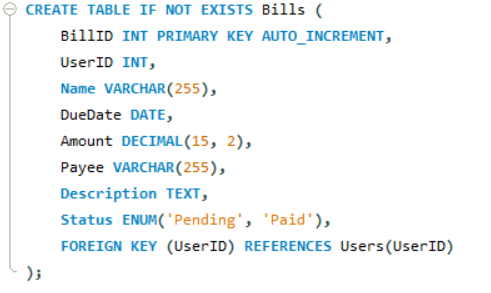 CREATE TABLE IF NOT EXISTS Bills (
BillID INT PRIMARY KEY AUTO_INCREMENT,
UserID INT,
Name VARCHAR(255),
DueDate DATE,
Amount DECIMAL(15, 2),
Payee VARCHAR(255),
Description TEXT,
Status ENUM('Pending', 'Paid'),
FOREIGN KEY (UserID) REFERENCES Users(UserID)
);